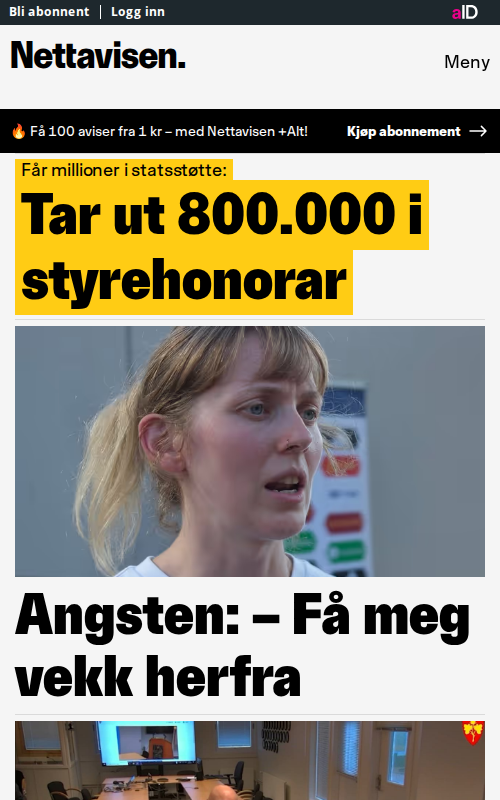 Bli abonnent | Logg inn
aID
Nettavisen.
Meny
🔥 Få 100 aviser fra 1 kr – med Nettavisen +Alt! Kjøp abonnement →
Får millioner i statsstøtte:
Tar ut 800.000 i
styrehonorar
Angsten: – Få meg
vekk herfra